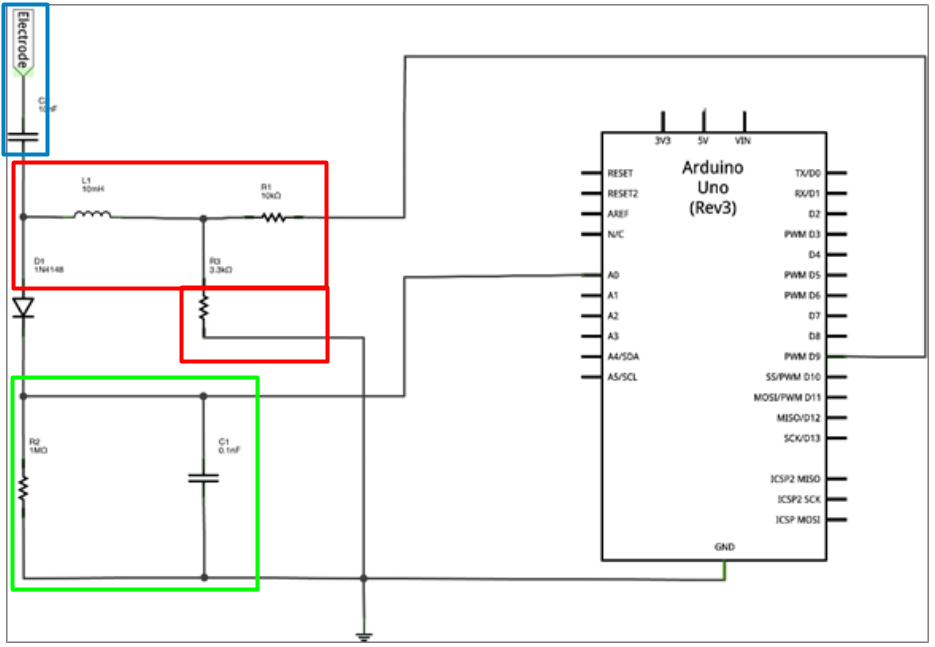 Electrode
L1
10mH
R1
10kΩ
D1
1N4148
R3
3.3kΩ
R2
1MΩ
C1
0.1nF
3V3
5V
VIN
Arduino
Uno
(Rev3)
RESET
RESET2
AREF
N/C
A0
A1
A2
A3
A4/SDA
A5/SCL
TX/D0
RX/D1
D2
PWM D3
D4
PWM D5
PWM D6
D7
D8
PWM D9
SS/PWM D10
MOSI/PWM D11
MISO/D12
SCK/D13
ICSP2 MISO
ICSP2 SCK
ICSP MOSI
GND